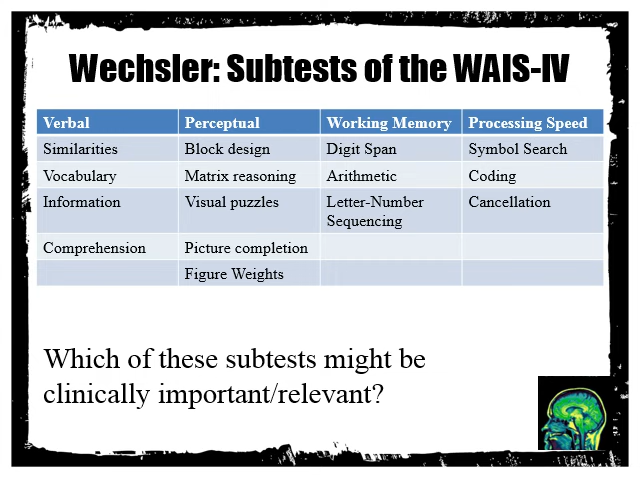 Wechsler: Subtests of the WAIS-IV
Verbal Perceptual Working Memory Processing Speed
Similarities Block design Digit Span Symbol Search
Vocabulary Matrix reasoning Arithmetic Coding
Information Visual puzzles Letter-Number Cancellation
Sequencing
Comprehension Picture completion
Figure Weights
Which of these subtests might be
clinically important/relevant?